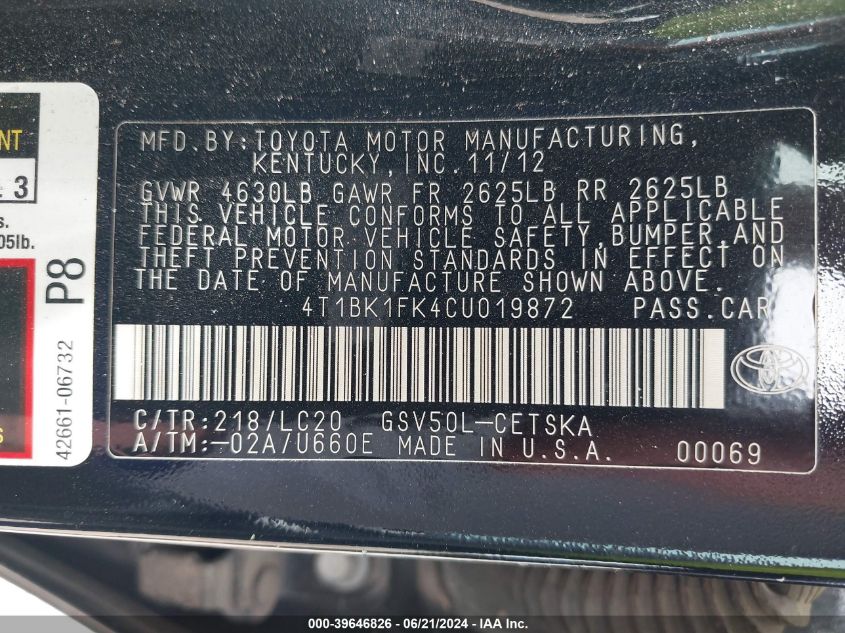 NT
3
s.
05lb.
P8
42661-06732
s
MFD.BY:TOYOTA MOTOR MANUFACTURING,
KENTUCKY,INC.11/12
GVWR 4630LB GAWR FR 2625LB RR 2625LB
THIS VEHICLE CONFORMS TO ALL APPLICABLE
FEDERAL MOTOR VEHICLE SAFETY,BUMPER,AND
THEFT PREVENTION STANDARDS IN EFFECT ON
THE DATE OF MANUFACTURE SHOWN ABOVE.
4T1BK1FK4CU019872 PASS.CAR
C/TR:218/LC20 GSV50L-CETSKA
A/TM:-02A/U660E MADE IN U.S.A. 00069
000-39646826 - 06/21/2024 - IAA Inc.